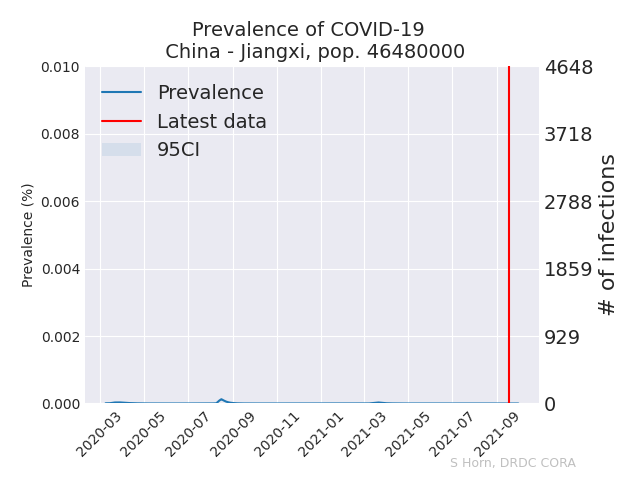 Prevalence of COVID-19
China - Jiangxi, pop. 46480000
Prevalence
Latest data
95CI
Prevalence (%)
0.010
0.008
0.006
0.004
0.002
0.000
4648
3718
2788
1859
929
0
# of infections
2020-03
2020-05
2020-07
2020-09
2020-11
2021-01
2021-03
2021-05
2021-07
2021-09
S Horn, DRDC CORA